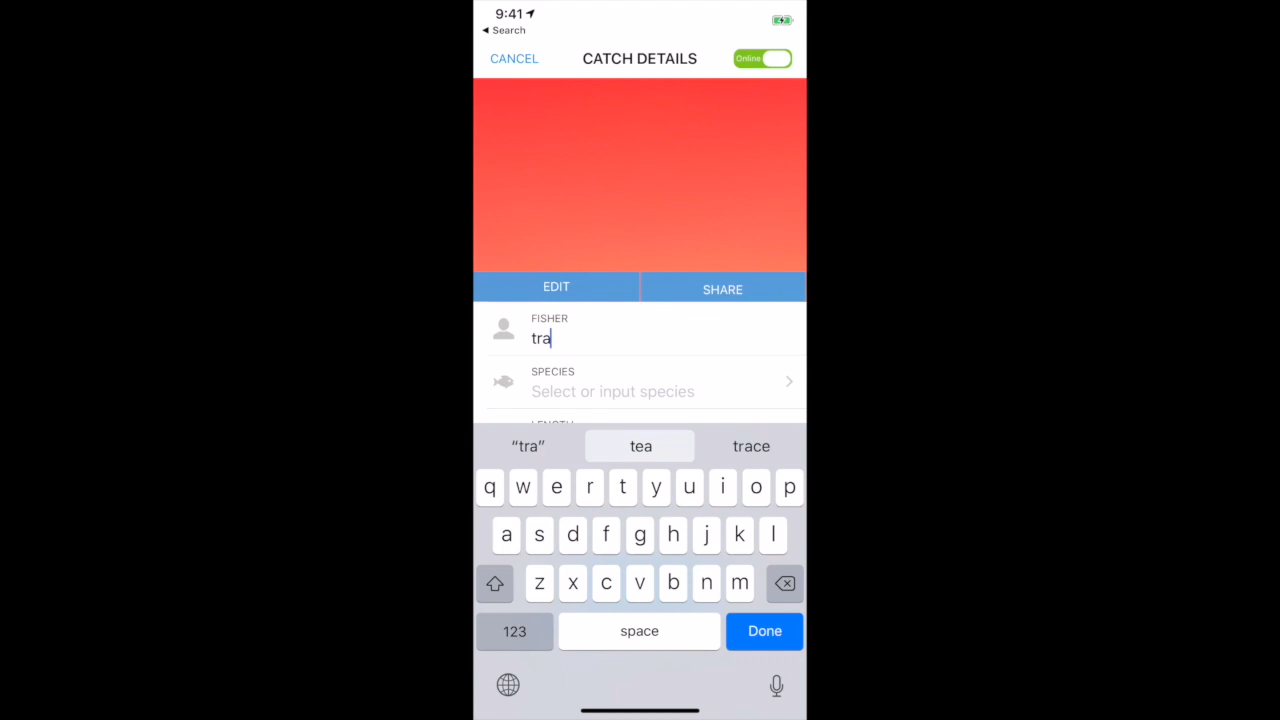 9:41
◀ Search
CANCEL
CATCH DETAILS
Online
EDIT
SHARE
FISHER
tra
SPECIES
Select or input species
LENGTH
“tra”
tea
trace
q w e r t y u i o p
a s d f g h j k l
z x c v b n m
123
space
Done